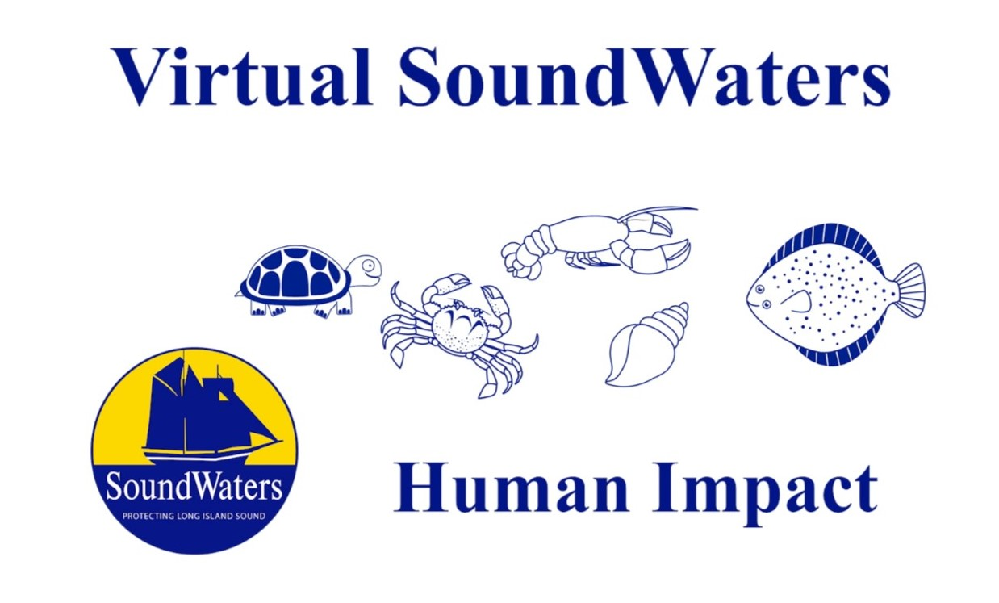 Virtual SoundWaters
SoundWaters
PROTECTING LONG ISLAND SOUND
Human Impact